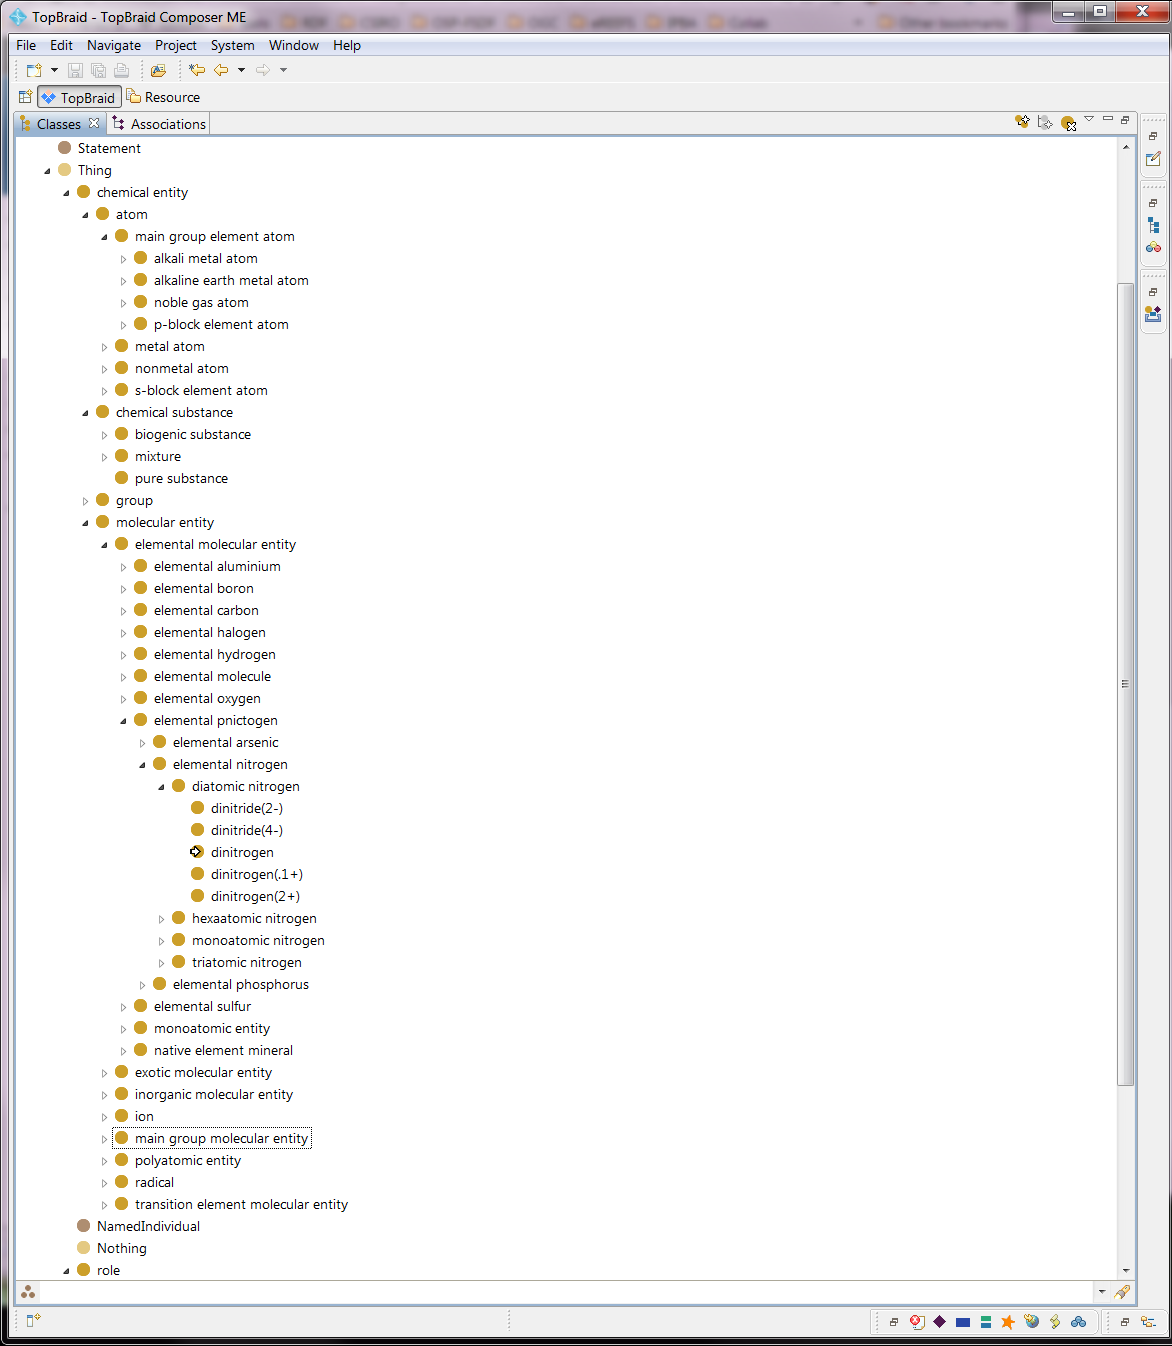 TopBraid - TopBraid Composer ME
File Edit Navigate Project System Window Help
TopBraid Resource
Classes Associations
Statement
Thing
chemical entity
atom
main group element atom
alkali metal atom
alkaline earth metal atom
noble gas atom
p-block element atom
metal atom
nonmetal atom
s-block element atom
chemical substance
biogenic substance
mixture
pure substance
group
molecular entity
elemental molecular entity
elemental aluminium
elemental boron
elemental carbon
elemental halogen
elemental hydrogen
elemental molecule
elemental oxygen
elemental pnictogen
elemental arsenic
elemental nitrogen
diatomic nitrogen
dinitride(2-)
dinitride(4-)
dinitrogen
dinitrogen(.1+)
dinitrogen(2+)
hexaatomic nitrogen
monoatomic nitrogen
triatomic nitrogen
elemental phosphorus
elemental sulfur
monoatomic entity
native element mineral
exotic molecular entity
inorganic molecular entity
ion
main group molecular entity
polyatomic entity
radical
transition element molecular entity
NamedIndividual
Nothing
role